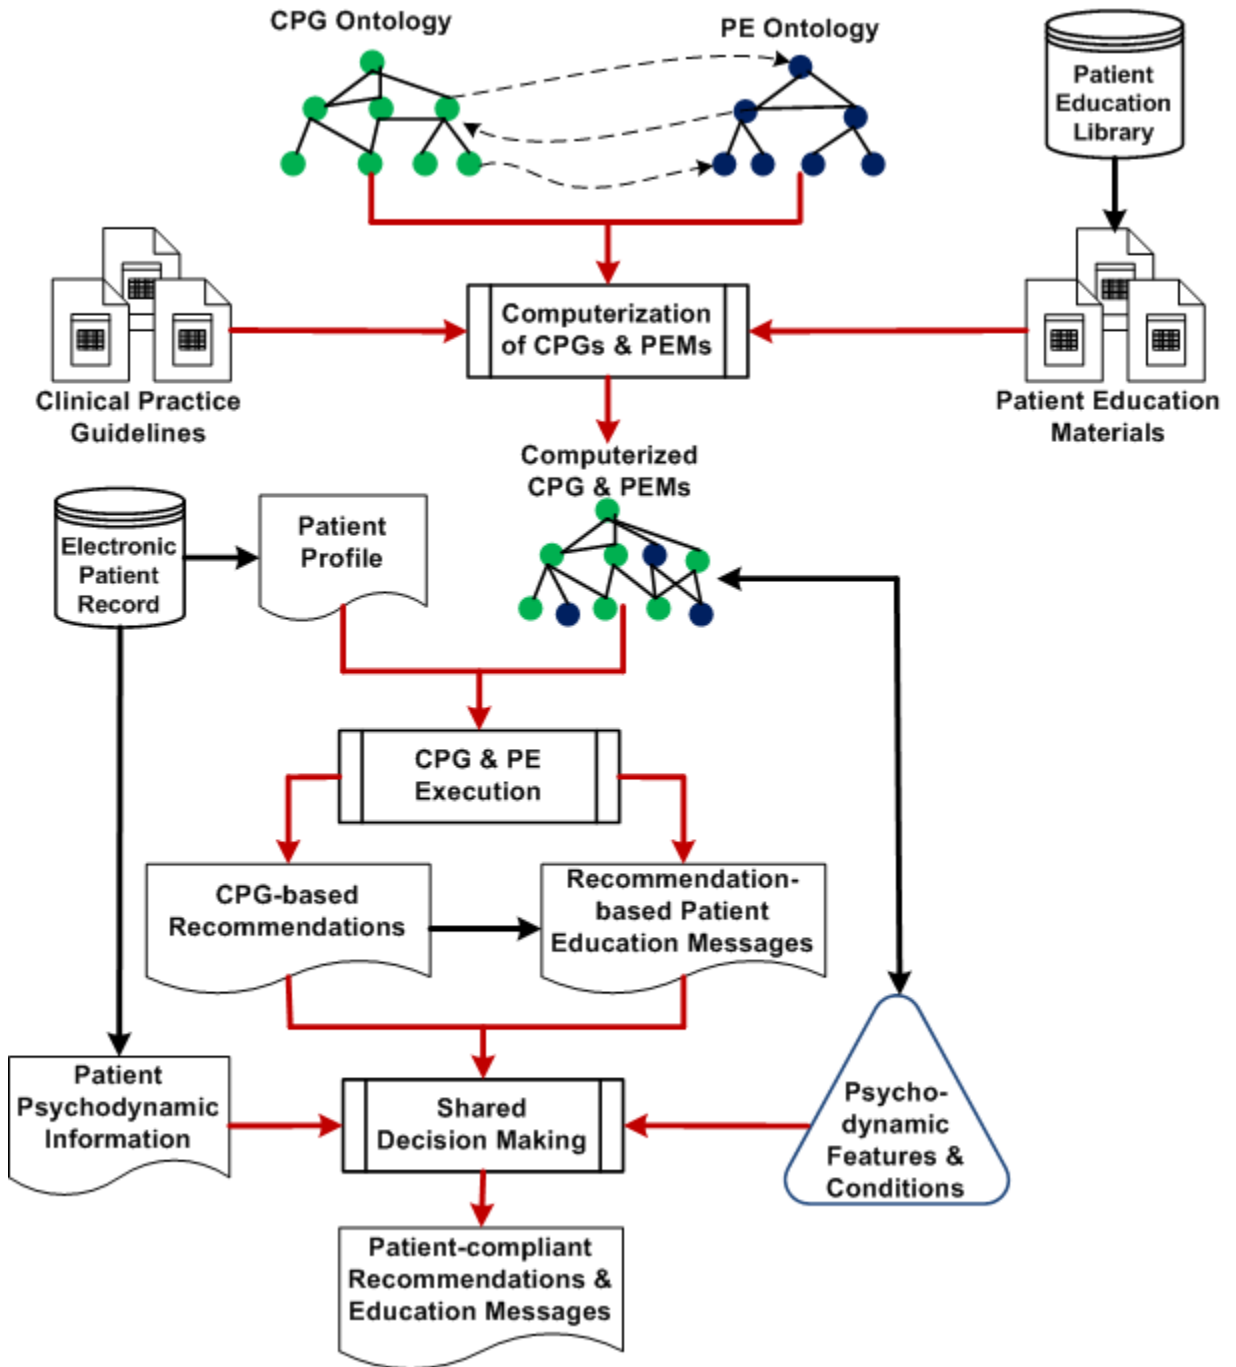 CPG Ontology
PE Ontology
Patient
Education
Library
Computerization
of CPGs & PEMs
Clinical Practice
Guidelines
Patient Education
Materials
Computerized
CPG & PEMs
Electronic
Patient
Record
Patient
Profile
CPG & PE
Execution
CPG-based
Recommendations
Recommendation-
based Patient
Education Messages
Patient
Psychodynamic
Information
Shared
Decision Making
Psycho-
dynamic
Features &
Conditions
Patient-compliant
Recommendations &
Education Messages